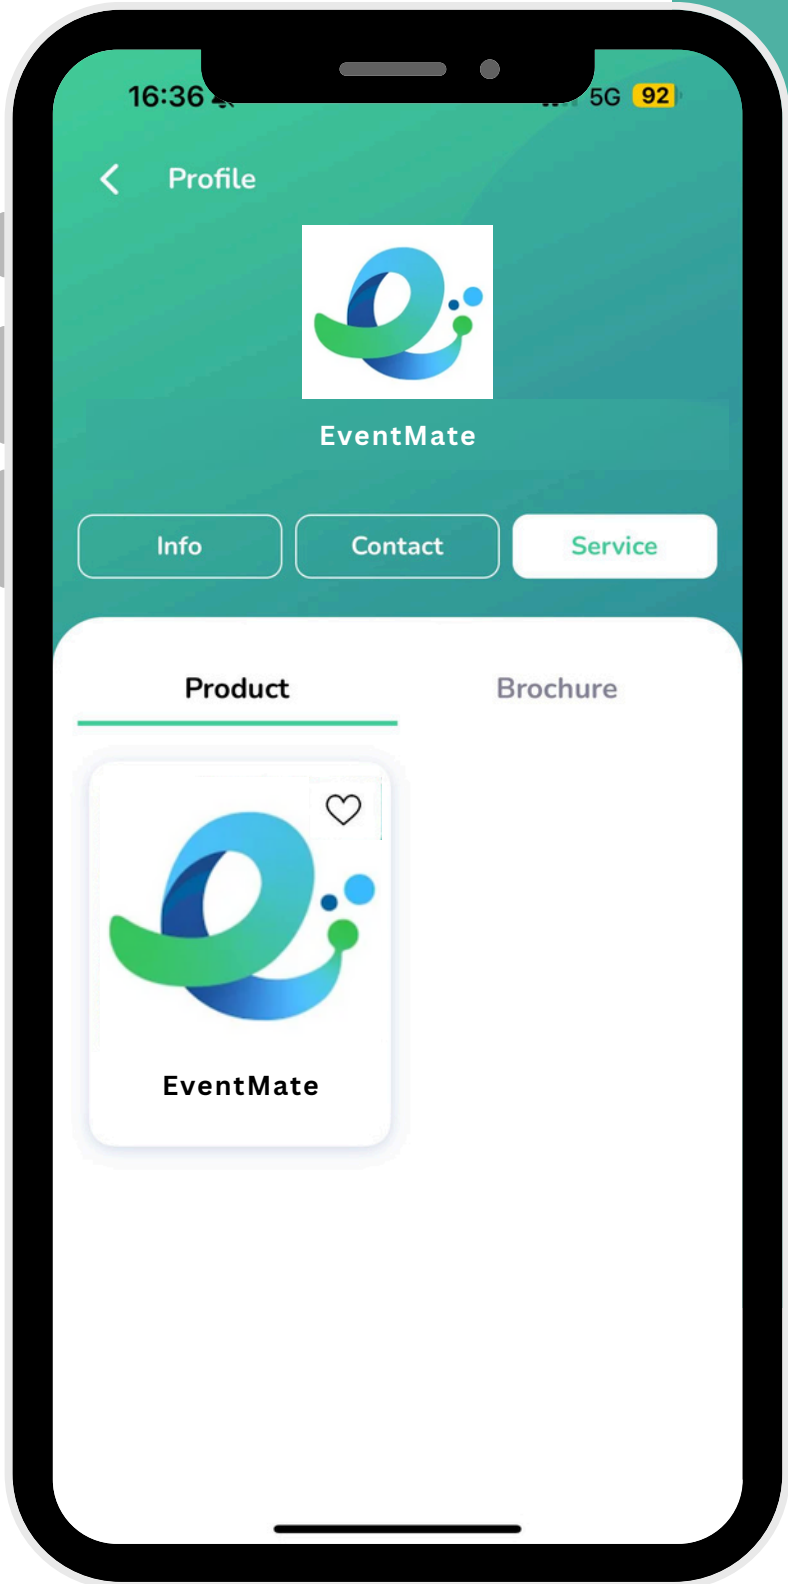 16:36 5G 92
Profile
EventMate
Info Contact Service
Product Brochure
EventMate